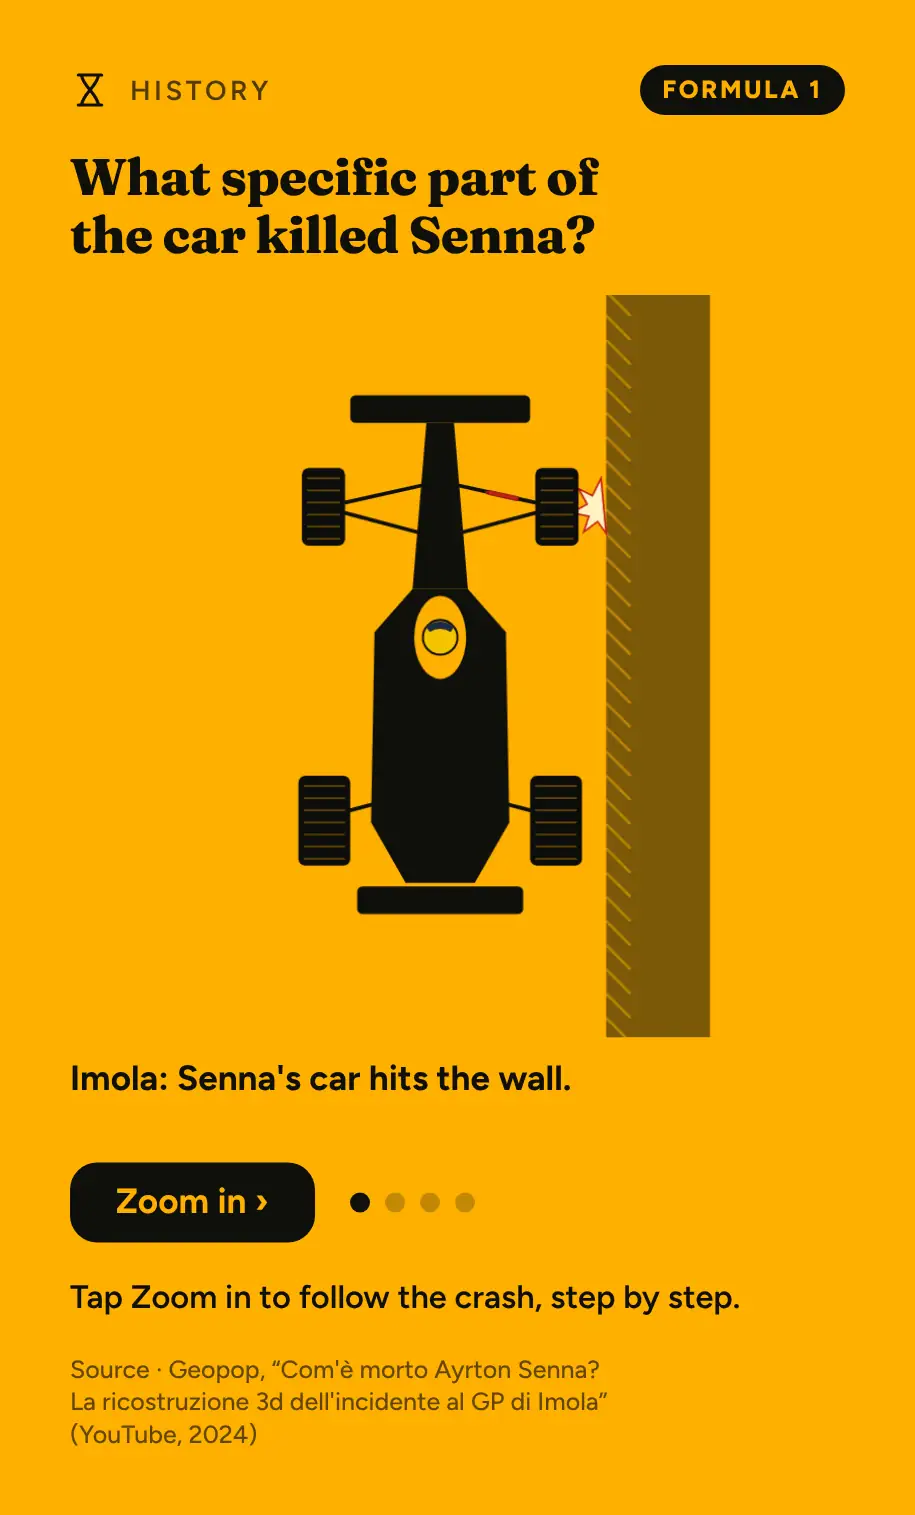 HISTORY
FORMULA 1
What specific part of
the car killed Senna?
Imola: Senna's car hits the wall.
Zoom in ›
Tap Zoom in to follow the crash, step by step.
Source · Geopop, “Com'è morto Ayrton Senna?
La ricostruzione 3d dell'incidente al GP di Imola”
(YouTube, 2024)